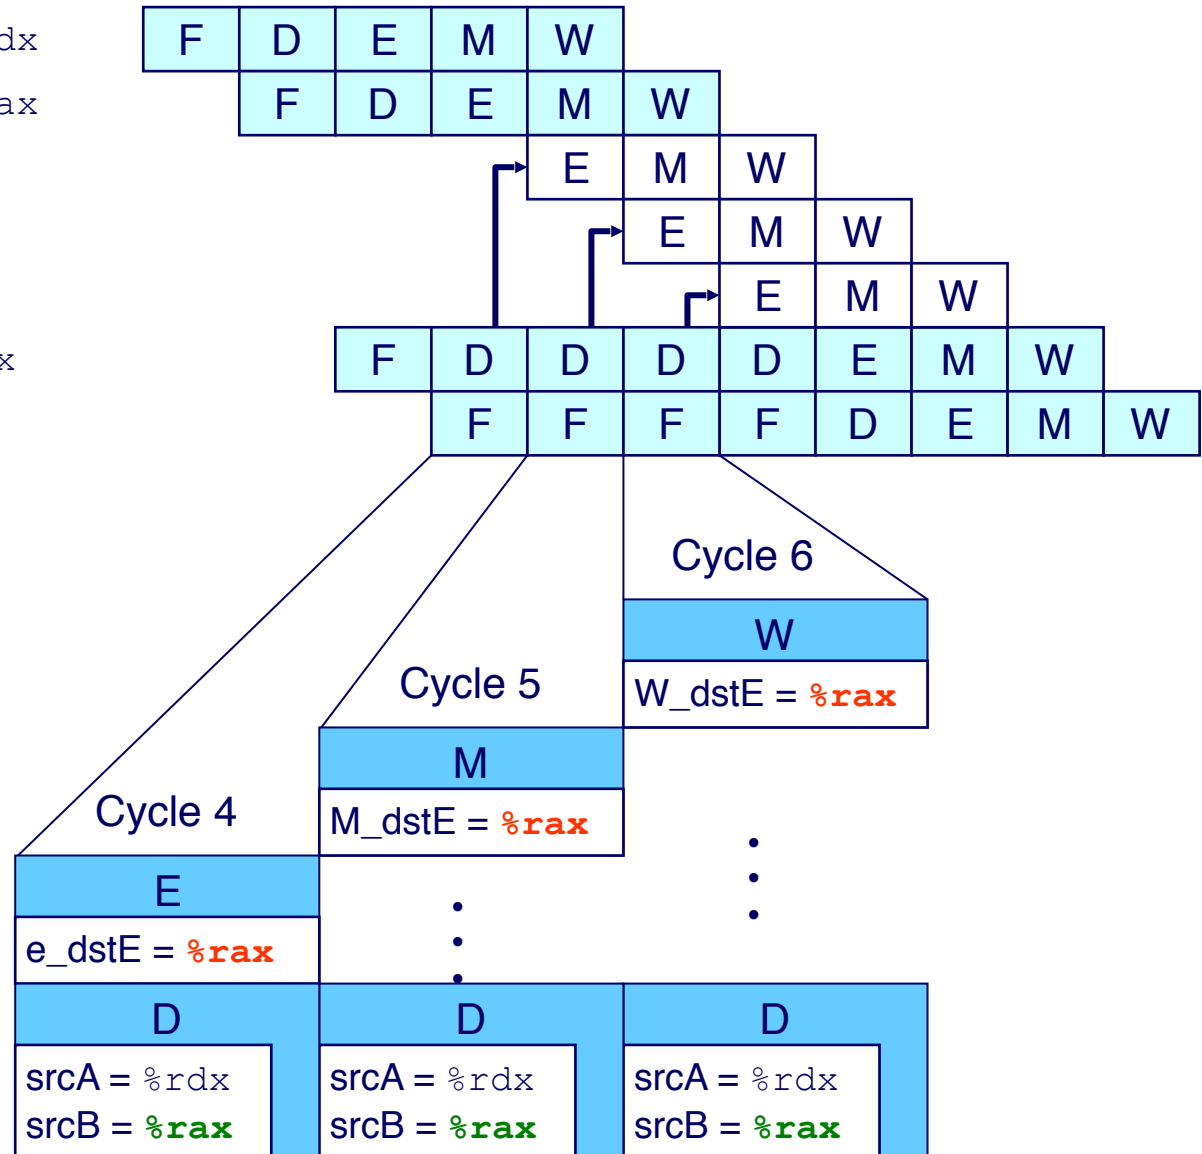 dx F D E M W
ax F D E M W
E M W
E M W
E M W
x F D D D D E M W
F F F F D E M W
Cycle 6
W
W_dstE = %rax
Cycle 5
M
M_dstE = %rax
Cycle 4
E
e_dstE = %rax
D D D
srcA = %rdx srcA = %rdx srcA = %rdx
srcB = %rax srcB = %rax srcB = %rax